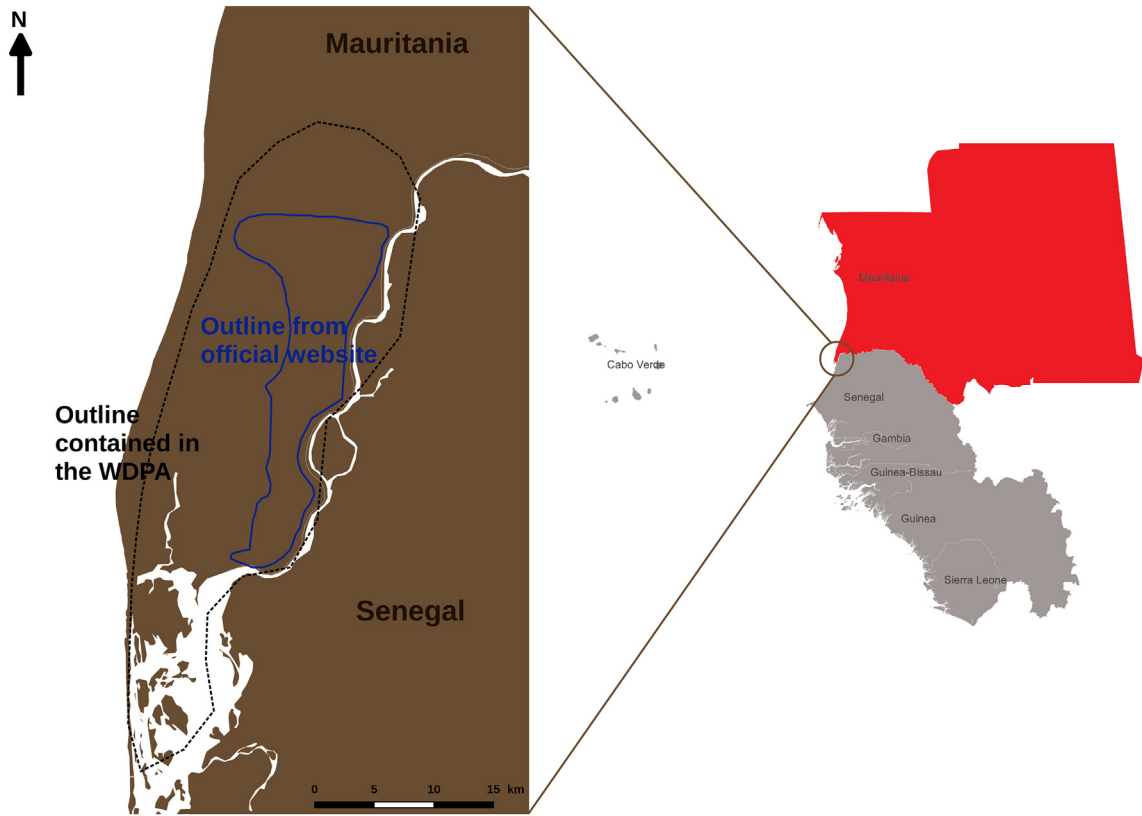 N
Mauritania
Outline from
official website
Outline
contained in
the WDPA
Senegal
0 5 10 15 km
Mauritania
Cabo Verde
Senegal
Gambia
Guinea-Bissau
Guinea
Sierra Leone